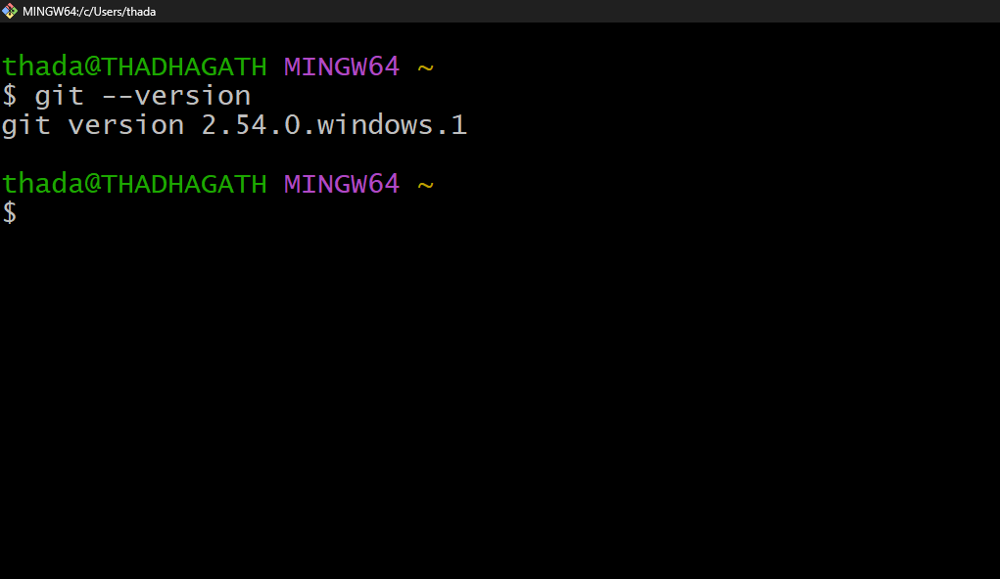 MINGW64:/c/Users/thada
thada@THADHAGATH MINGW64 ~
$ git --version
git version 2.54.0.windows.1
thada@THADHAGATH MINGW64 ~
$